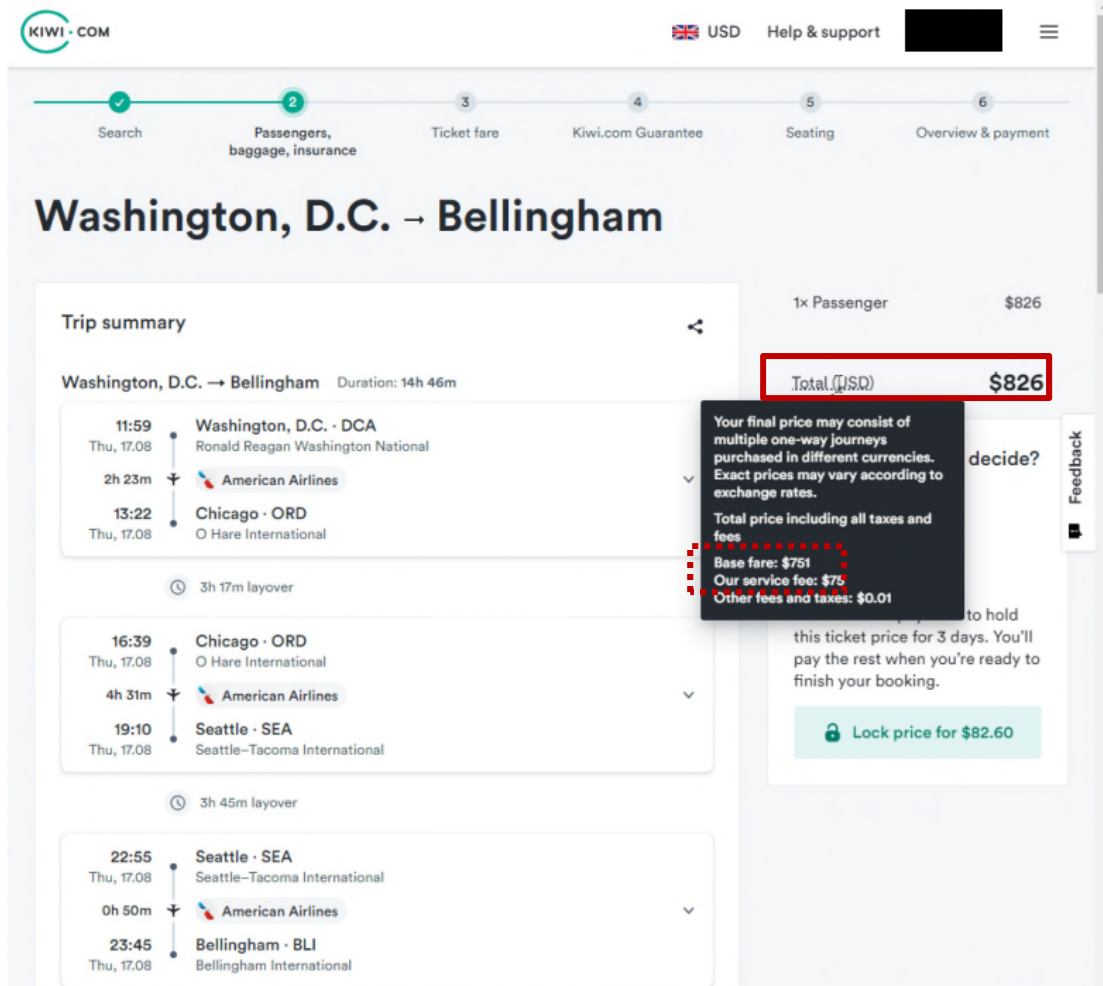 KIWI·COM
USD
Help & support
2
3
4
5
6
Search
Passengers,
baggage, insurance
Ticket fare
Kiwi.com Guarantee
Seating
Overview & payment
Washington, D.C. → Bellingham
Trip summary
Washington, D.C. → Bellingham Duration: 14h 46m
11:59 Washington, D.C. · DCA
Thu, 17.08 Ronald Reagan Washington National
2h 23m American Airlines
13:22 Chicago · ORD
Thu, 17.08 O Hare International
3h 17m layover
16:39 Chicago · ORD
Thu, 17.08 O Hare International
4h 31m American Airlines
19:10 Seattle · SEA
Thu, 17.08 Seattle–Tacoma International
3h 45m layover
22:55 Seattle · SEA
Thu, 17.08 Seattle–Tacoma International
0h 50m American Airlines
23:45 Bellingham · BLI
Thu, 17.08 Bellingham International
1× Passenger $826
Total (USD) $826
Your final price may consist of
multiple one-way journeys
purchased in different currencies.
Exact prices may vary according to
exchange rates.
Total price including all taxes and
fees
Base fare: $751
Our service fee: $75
Other fees and taxes: $0.01
decide?
to hold
this ticket price for 3 days. You'll
pay the rest when you're ready to
finish your booking.
Lock price for $82.60
Feedback